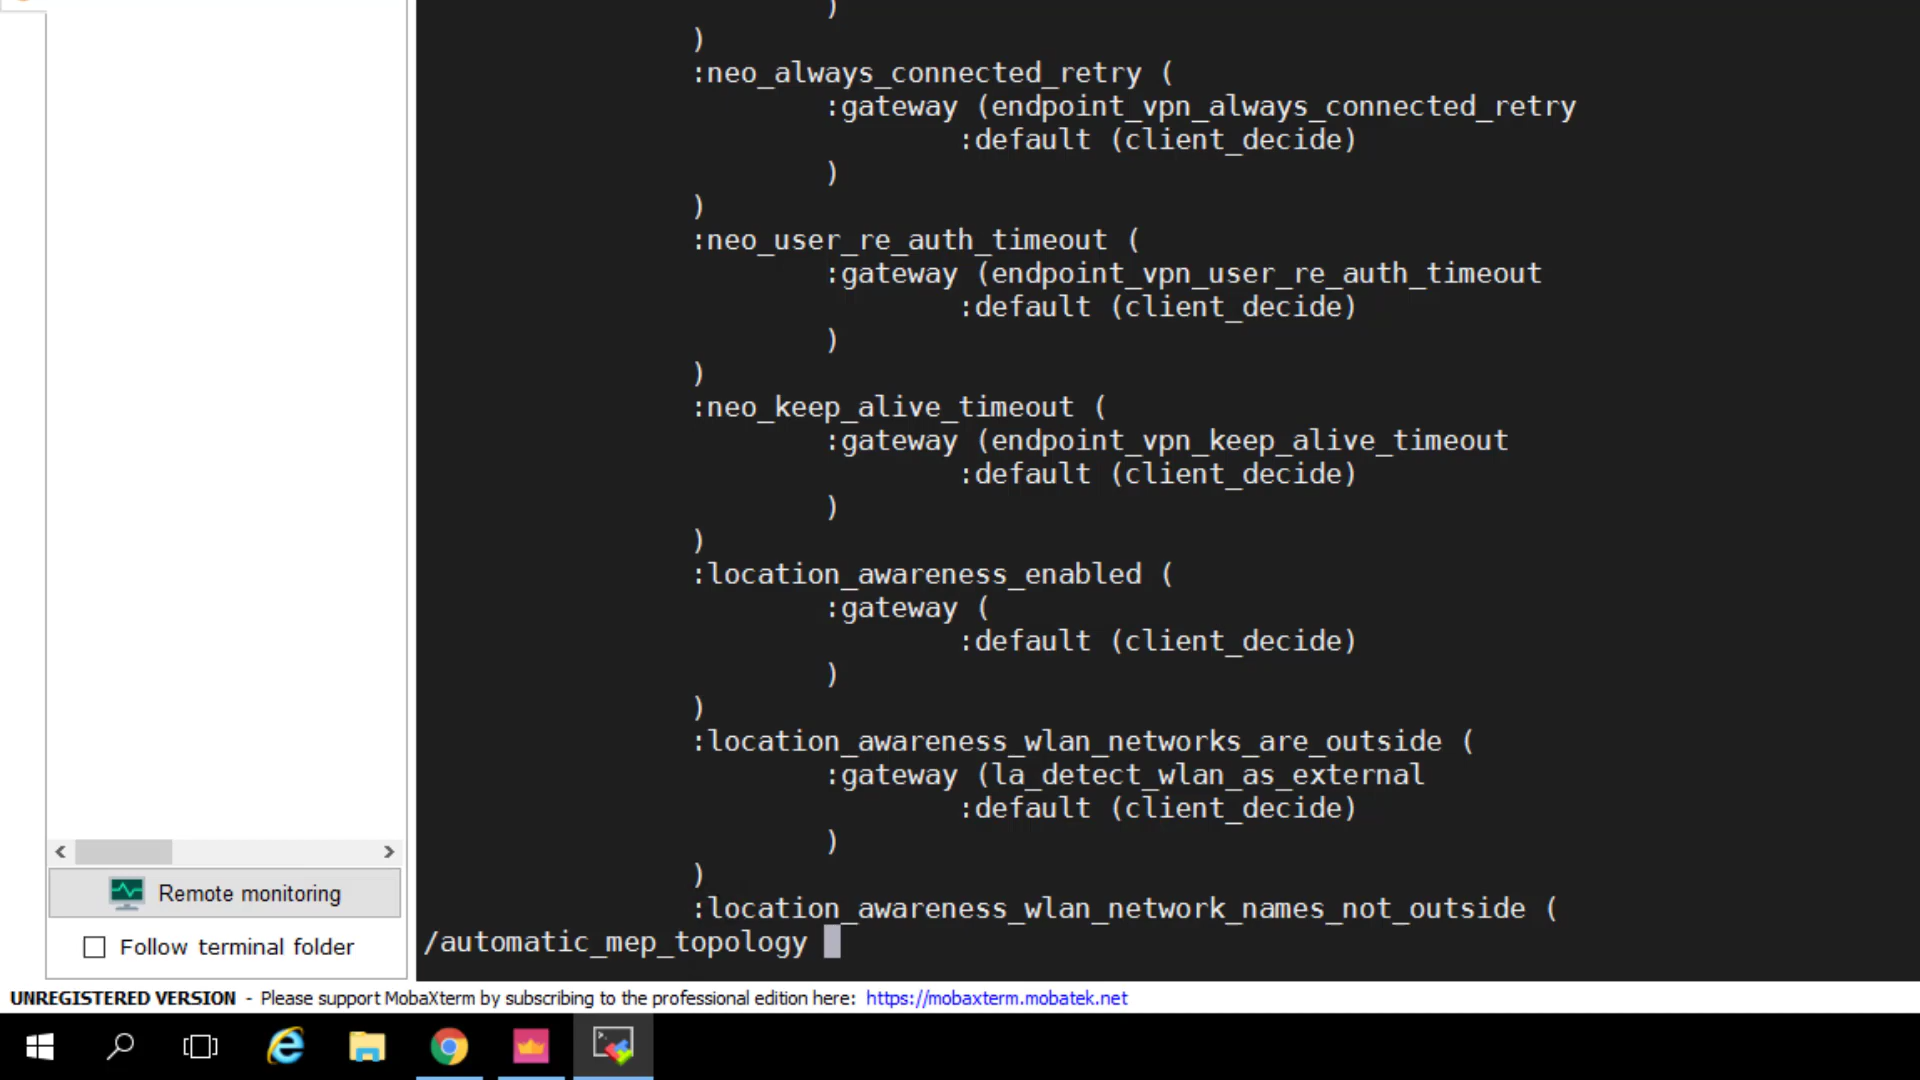 )
)
:neo_always_connected_retry (
:gateway (endpoint_vpn_always_connected_retry
:default (client_decide)
)
)
:neo_user_re_auth_timeout (
:gateway (endpoint_vpn_user_re_auth_timeout
:default (client_decide)
)
)
:neo_keep_alive_timeout (
:gateway (endpoint_vpn_keep_alive_timeout
:default (client_decide)
)
)
:location_awareness_enabled (
:gateway (
:default (client_decide)
)
)
:location_awareness_wlan_networks_are_outside (
:gateway (la_detect_wlan_as_external
:default (client_decide)
)
)
:location_awareness_wlan_network_names_not_outside (
/automatic_mep_topology
Remote monitoring
Follow terminal folder
UNREGISTERED VERSION - Please support MobaXterm by subscribing to the professional edition here: https://mobaxterm.mobatek.net